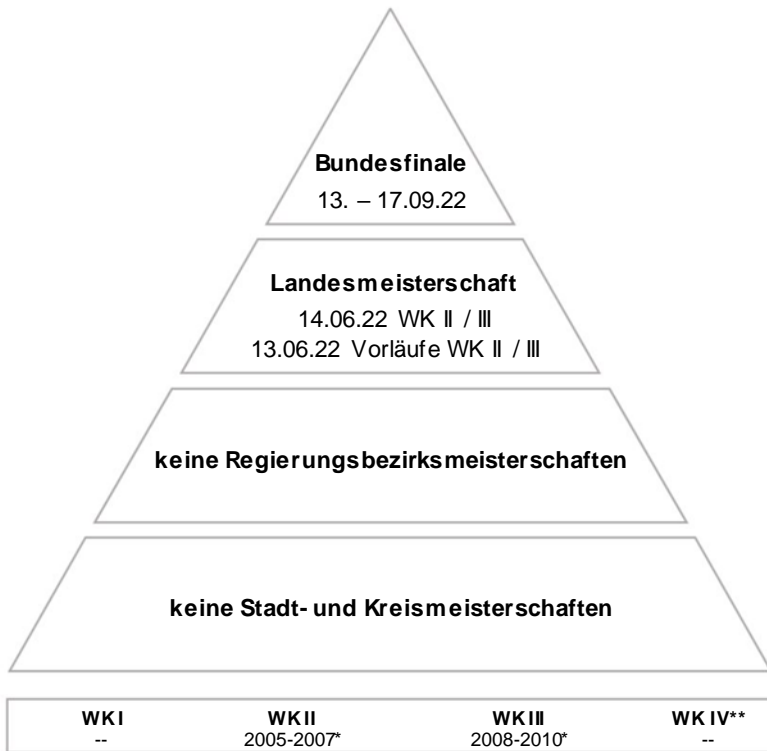 Bundesfinale
13. – 17.09.22
Landesmeisterschaft
14.06.22 WK II / III
13.06.22 Vorläufe WK II / III
keine Regierungsbezirksmeisterschaften
keine Stadt- und Kreismeisterschaften
WK I WK II WK III WK IV**
-- 2005-2007* 2008-2010* --